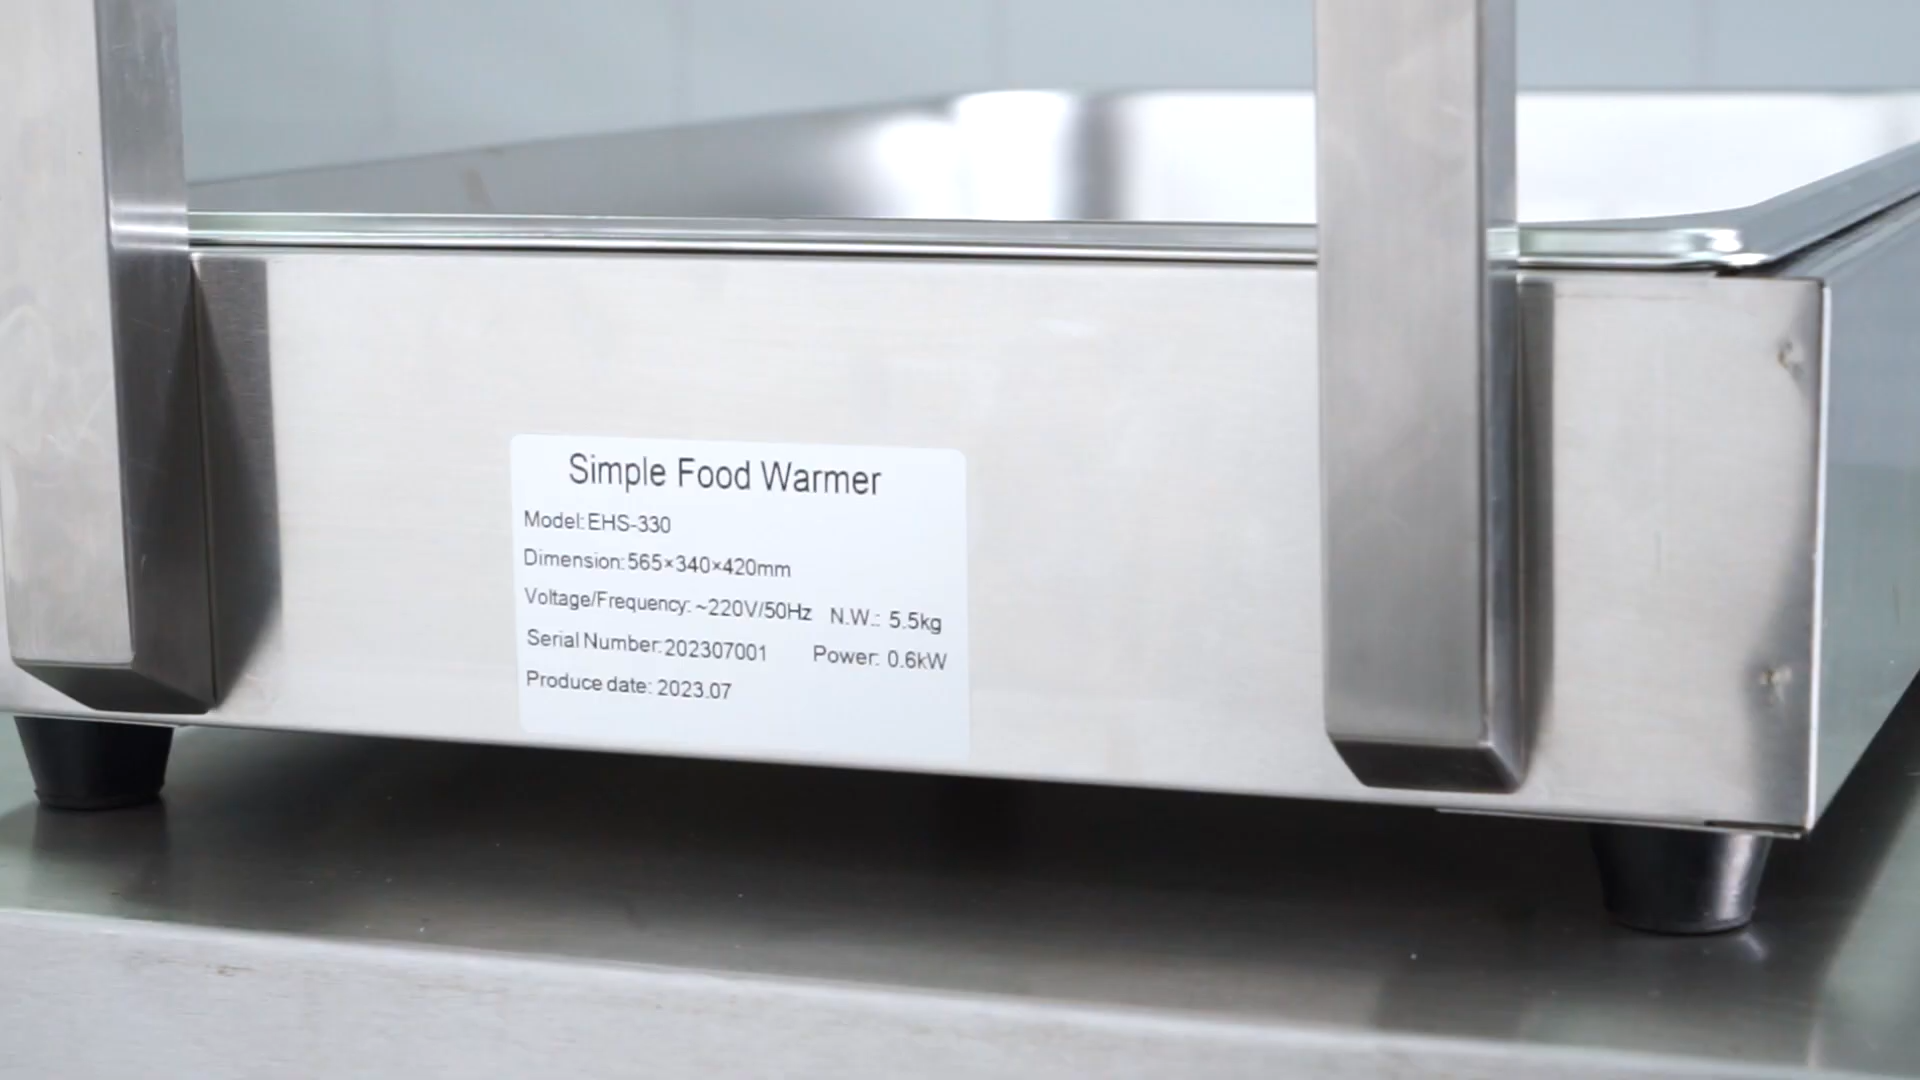 Simple Food Warmer
Model: EHS-330
Dimension: 565×340×420mm
Voltage/Frequency: ~220V/50Hz N.W.: 5.5kg
Serial Number: 202307001 Power: 0.6kW
Produce date: 2023.07